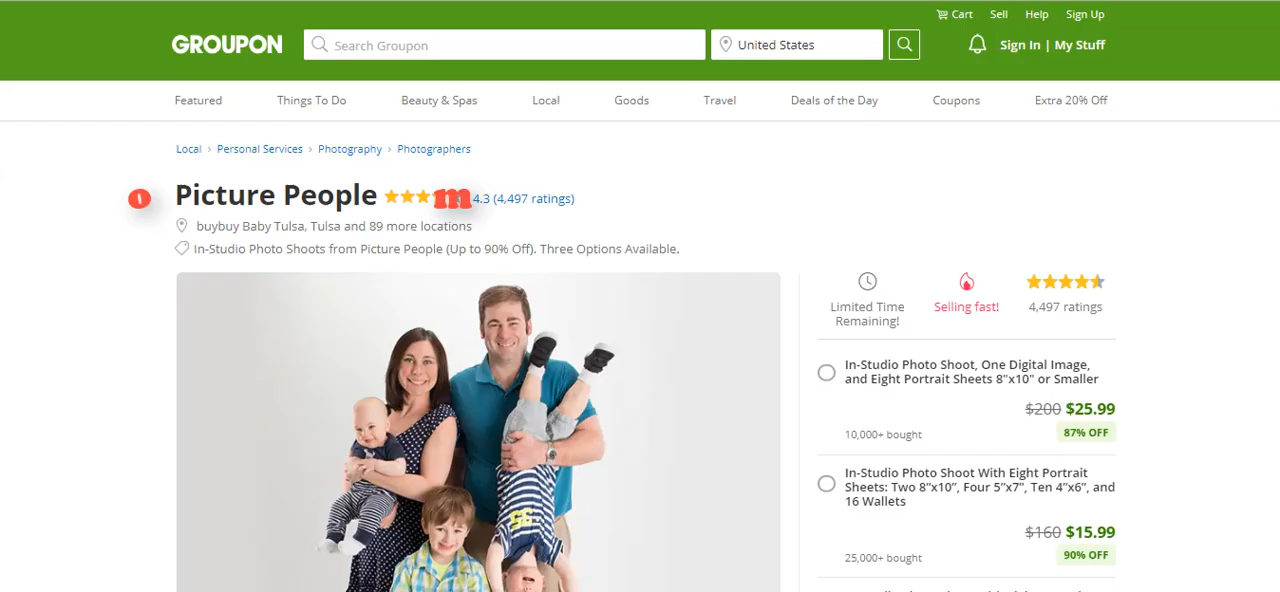 Cart Sell Help Sign Up
GROUPON Search Groupon United States Sign In | My Stuff
Featured Things To Do Beauty & Spas Local Goods Travel Deals of the Day Coupons Extra 20% Off
Local › Personal Services › Photography › Photographers
Picture People m 4.3 (4,497 ratings)
buybuy Baby Tulsa, Tulsa and 89 more locations
In-Studio Photo Shoots from Picture People (Up to 90% Off). Three Options Available.
Limited Time
Remaining!
Selling fast!
4,497 ratings
In-Studio Photo Shoot, One Digital Image,
and Eight Portrait Sheets 8"x10" or Smaller
$200 $25.99
10,000+ bought
87% OFF
In-Studio Photo Shoot With Eight Portrait
Sheets: Two 8”x10”, Four 5”x7”, Ten 4”x6”, and
16 Wallets
$160 $15.99
25,000+ bought
90% OFF